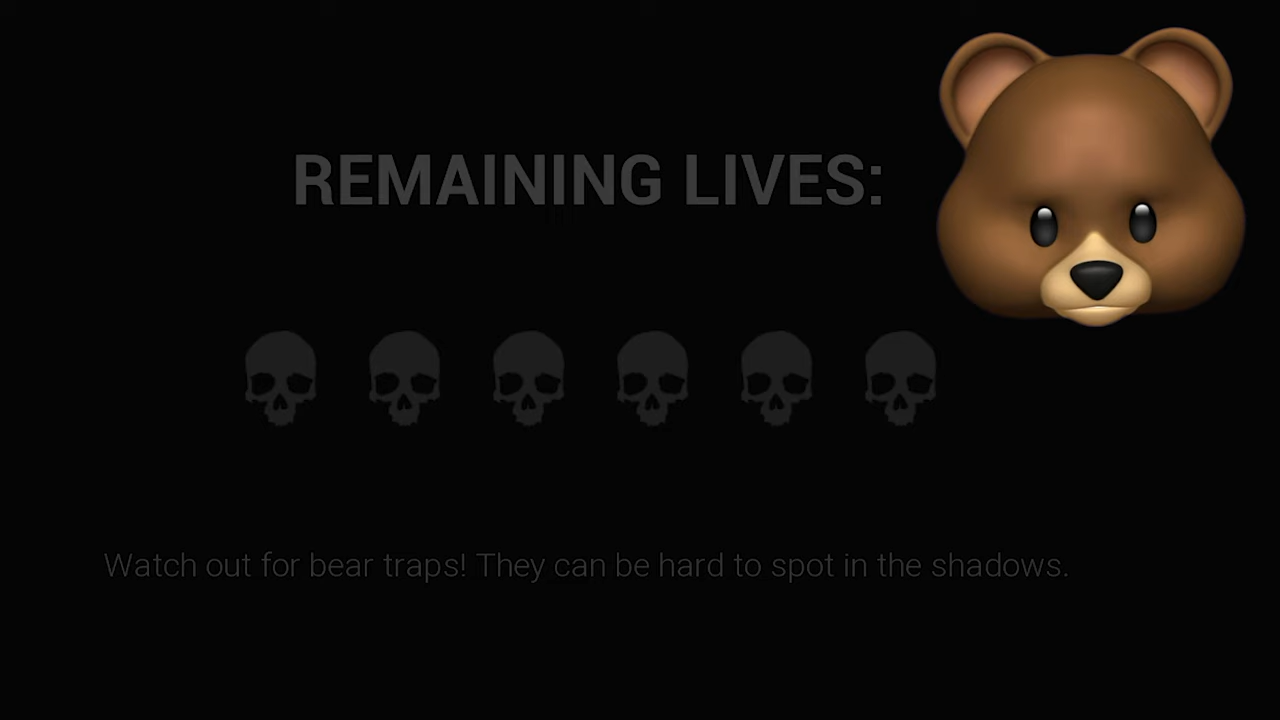 REMAINING LIVES:
Watch out for bear traps! They can be hard to spot in the shadows.